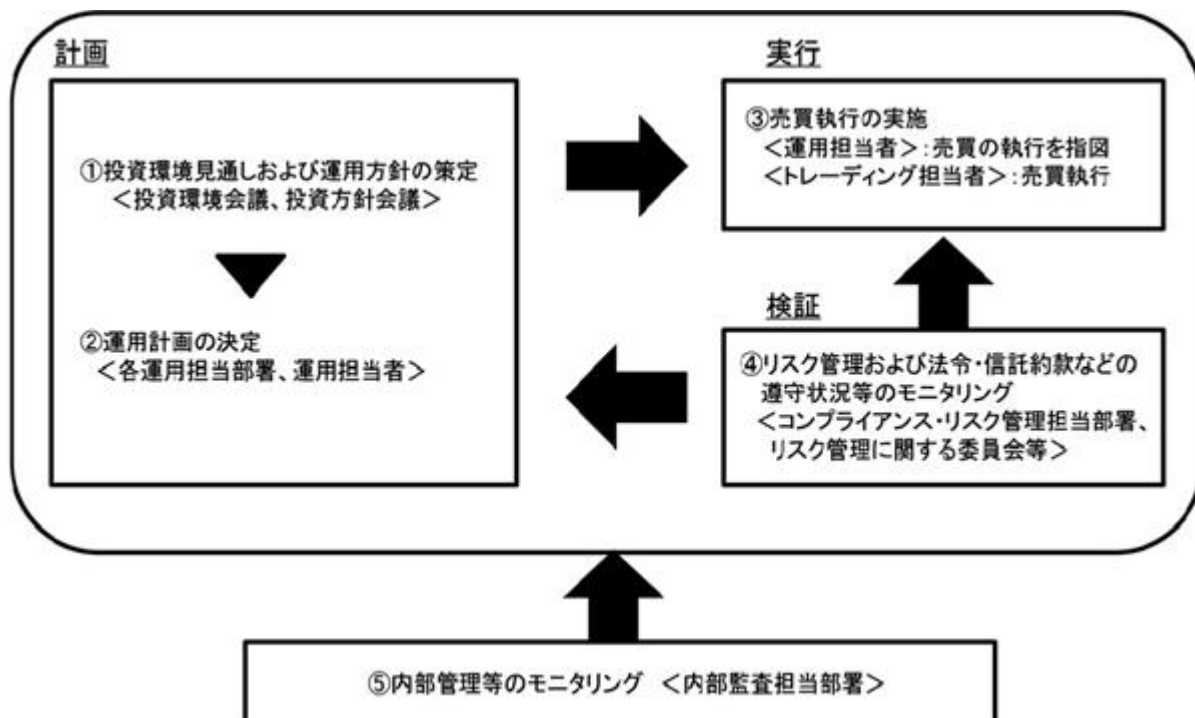 計画
①投資環境見通しおよび運用方針の策定
＜投資環境会議、投資方針会議＞
②運用計画の決定
＜各運用担当部署、運用担当者＞
実行
③売買執行の実施
＜運用担当者＞：売買の執行を指図
＜トレーディング担当者＞：売買執行
検証
④リスク管理および法令・信託約款などの
遵守状況等のモニタリング
＜コンプライアンス・リスク管理担当部署、
リスク管理に関する委員会等＞
⑤内部管理等のモニタリング ＜内部監査担当部署＞